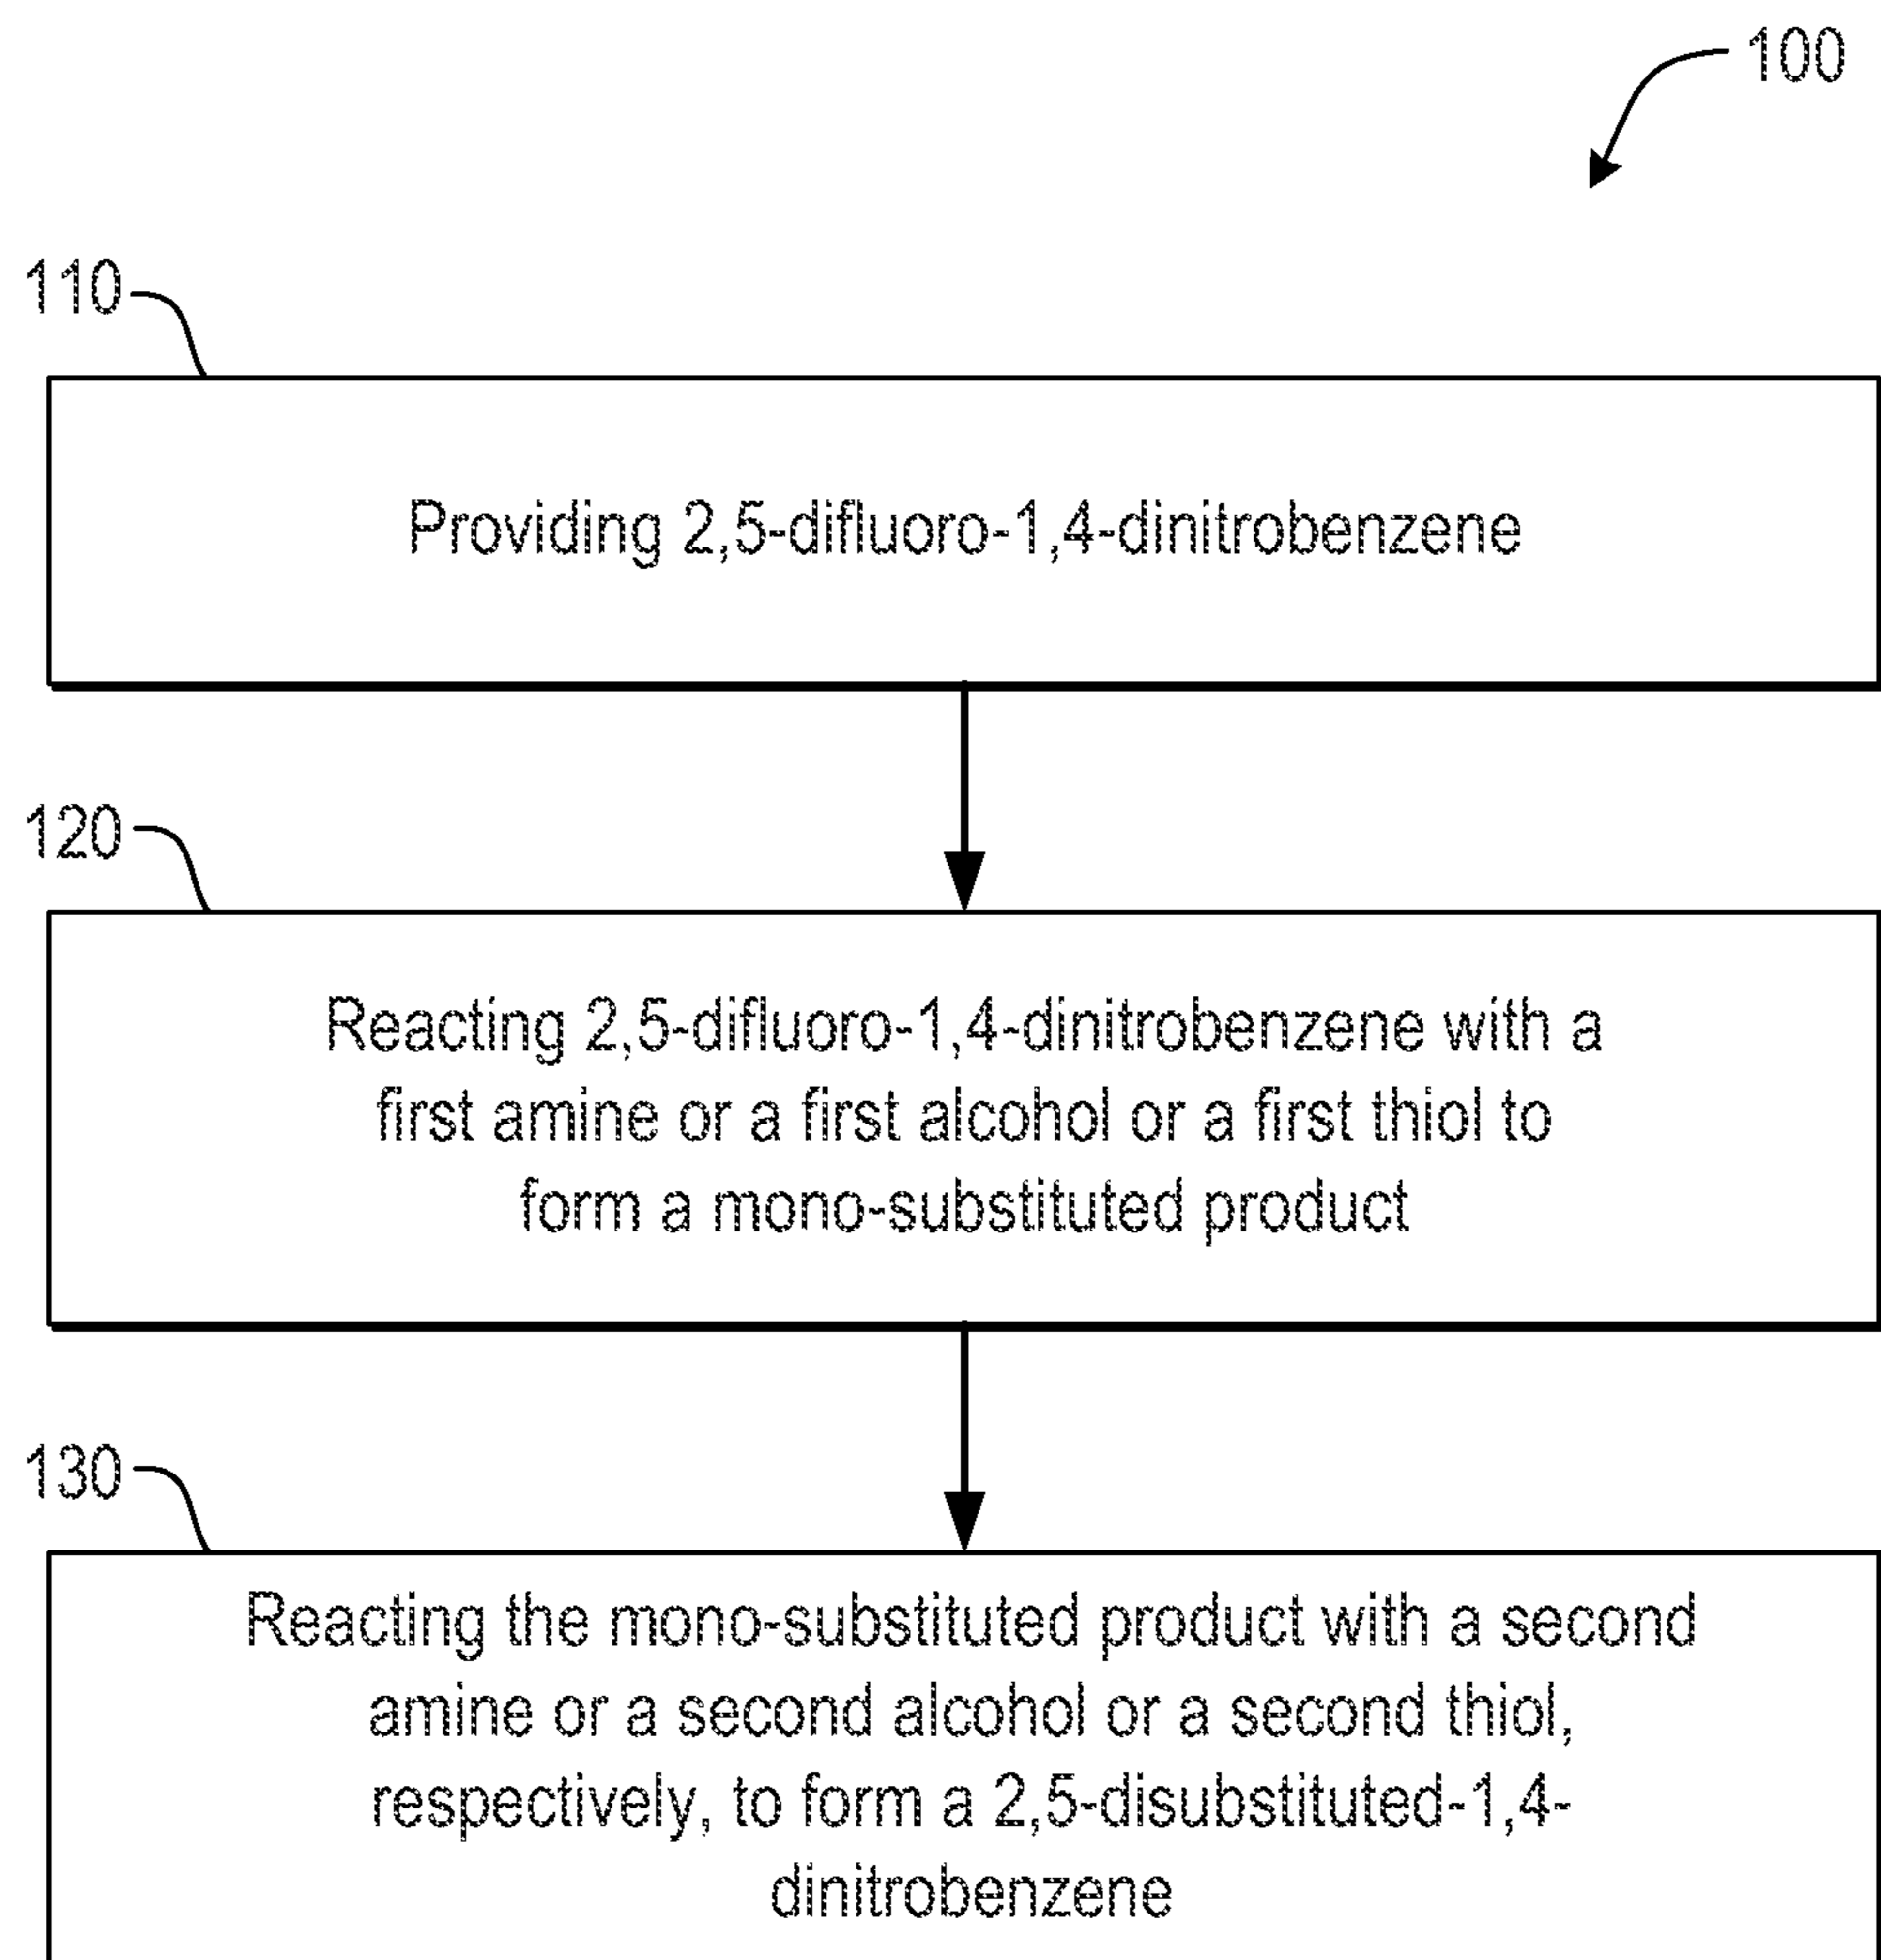 100
110
Providing 2,5-difluoro-1,4-dinitrobenzene
120
Reacting 2,5-difluoro-1,4-dinitrobenzene with a
first amine or a first alcohol or a first thiol to
form a mono-substituted product
130
Reacting the mono-substituted product with a second
amine or a second alcohol or a second thiol,
respectively, to form a 2,5-disubstituted-1,4-
dinitrobenzene